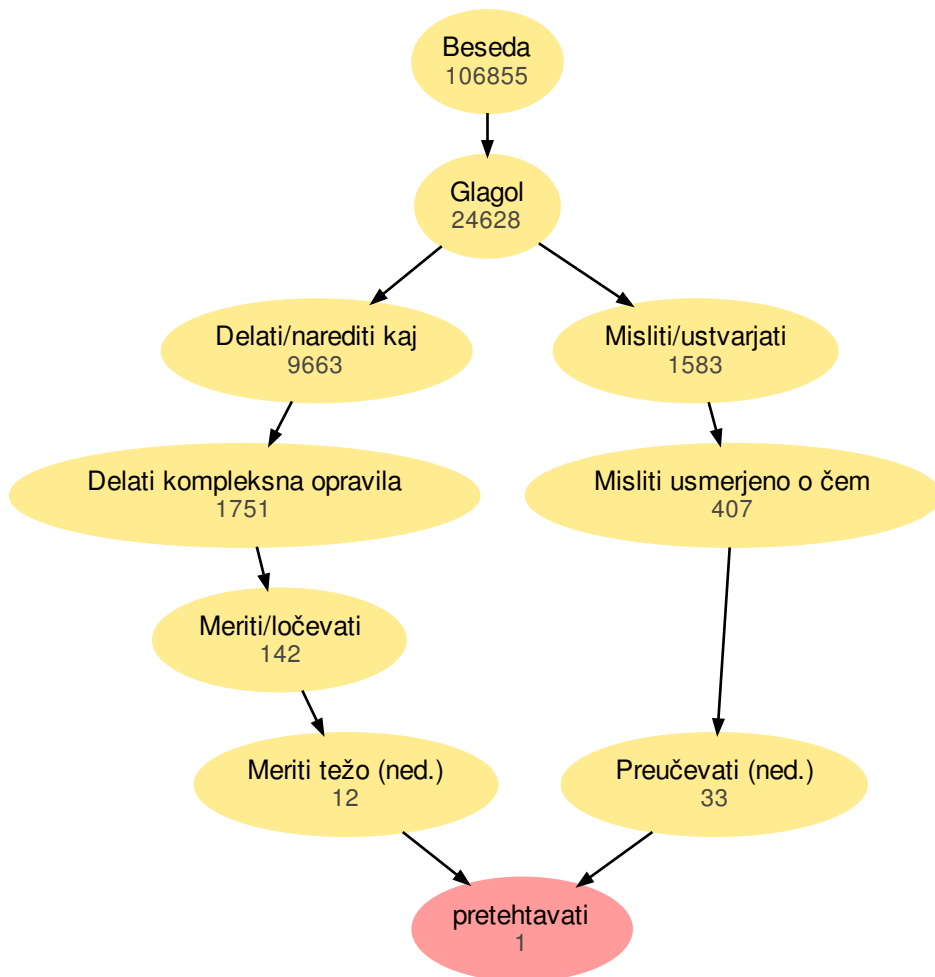 Beseda
106855
Glagol
24628
Delati/narediti kaj
9663
Misliti/ustvarjati
1583
Delati kompleksna opravila
1751
Misliti usmerjeno o čem
407
Meriti/ločevati
142
Meriti težo (ned.)
12
Preučevati (ned.)
33
pretehtavati
1